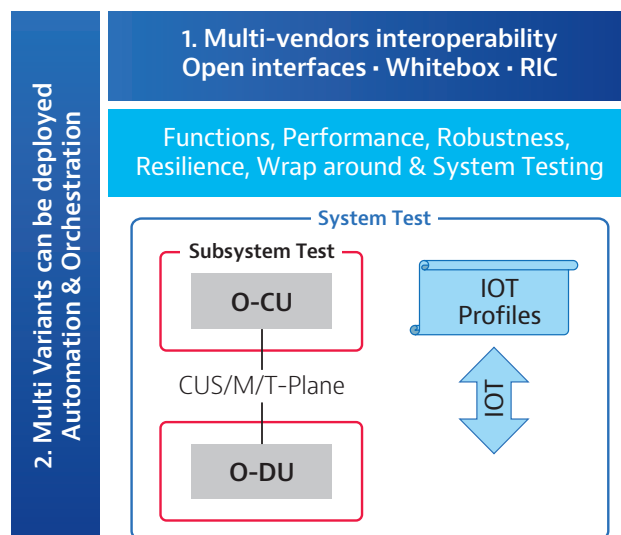 2. Multi Variants can be deployed
Automation & Orchestration
1. Multi-vendors interoperability
Open interfaces · Whitebox · RIC
Functions, Performance, Robustness,
Resilience, Wrap around & System Testing
System Test
Subsystem Test
O-CU
CUS/M/T-Plane
O-DU
IOT
Profiles
IOT